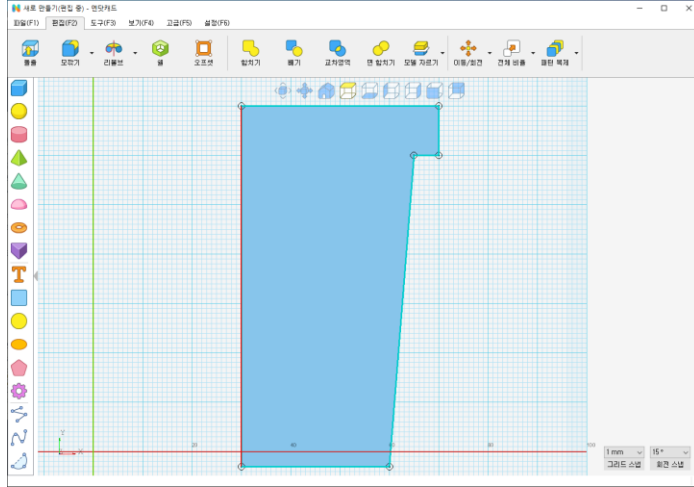 새로 만들기(편집 중) - 엔닷캐드
파일(F1) 편집(F2) 도구(F3) 보기(F4) 고급(F5) 설정(F6)
돌출 모깎기 리볼브 쉘 오프셋 합치기 빼기 교차영역 면 합치기 모델 자르기 이동/회전 전체 비율 패턴 복제
T
Y
X
20 40 60 80 100
1 mm 15 °
그리드 스냅 회전 스냅